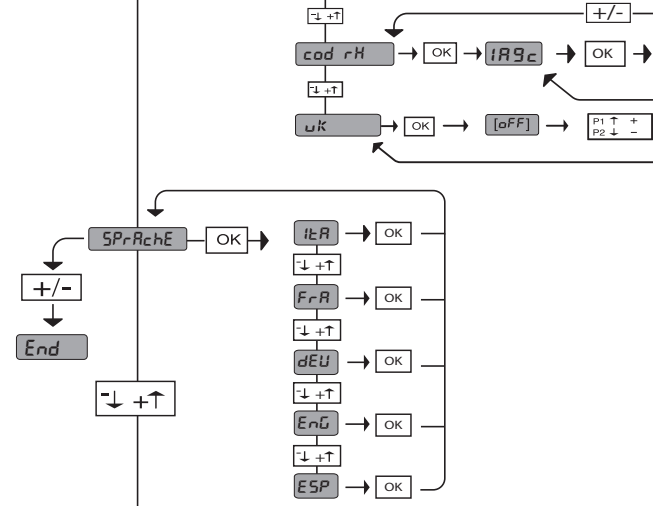 -↓ +↑
+/-
cod rH OK 1A9c OK
-↓ +↑
uk OK [oFF] P1 ↑ +
P2 ↓ -
SPrAchE OK
ItA OK
-↓ +↑
+/-
FrA OK
-↓ +↑
End
dEU OK
-↓ +↑
-↓ +↑
EnG OK
-↓ +↑
ESP OK